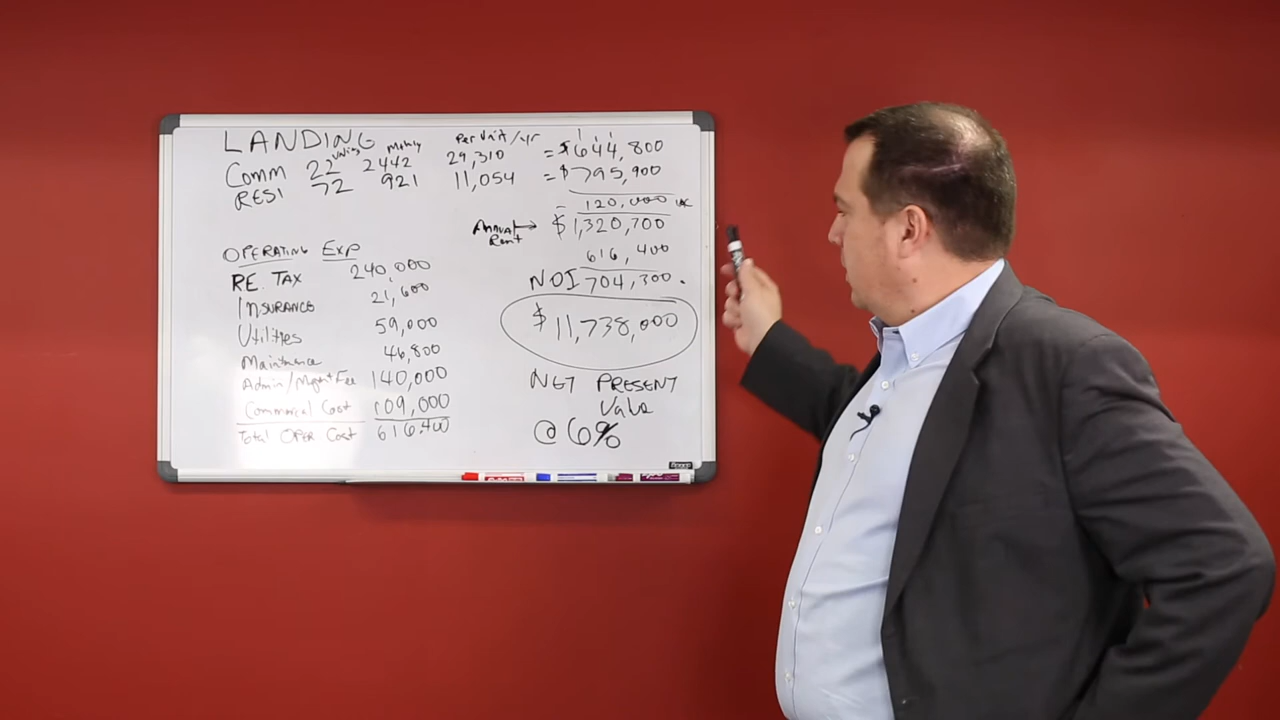 LANDING
Units Monthly Per Unit/yr
Comm 22 2442 29,310 = $644,800
RESI 72 921 11,054 = $795,900
- 120,000 vac
Annual Rent → $1,320,700
616,400
NOI 704,300.
$11,738,000
NET PRESENT
Value
@ 6%
OPERATING Exp
RE. TAX 240,000
INSURANCE 21,600
Utilities 59,000
Maintnance 46,800
Admin/Mgmt Fee 140,000
Commercial Cost 109,000
Total OPER Cost 616,400